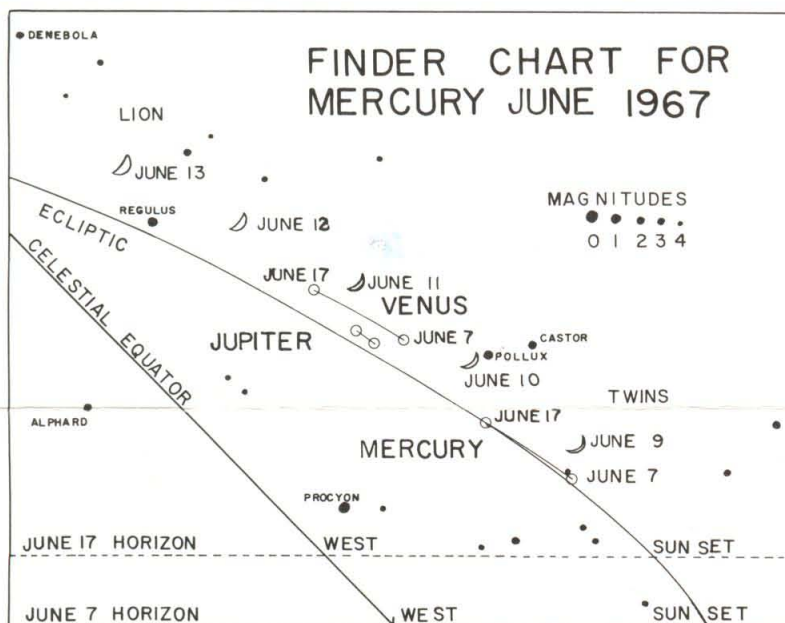 DENEBOLA
FINDER CHART FOR
MERCURY JUNE 1967
LION
JUNE 13
REGULUS
MAGNITUDES
0 1 2 3 4
ECLIPTIC
JUNE 12
CELESTIAL EQUATOR
JUNE 17
JUNE 11
VENUS
JUPITER
JUNE 7
CASTOR
POLLUX
JUNE 10
TWINS
ALPHARD
JUNE 17
MERCURY
JUNE 9
JUNE 7
PROCYON
JUNE 17 HORIZON
WEST
SUN SET
JUNE 7 HORIZON
WEST
SUN SET